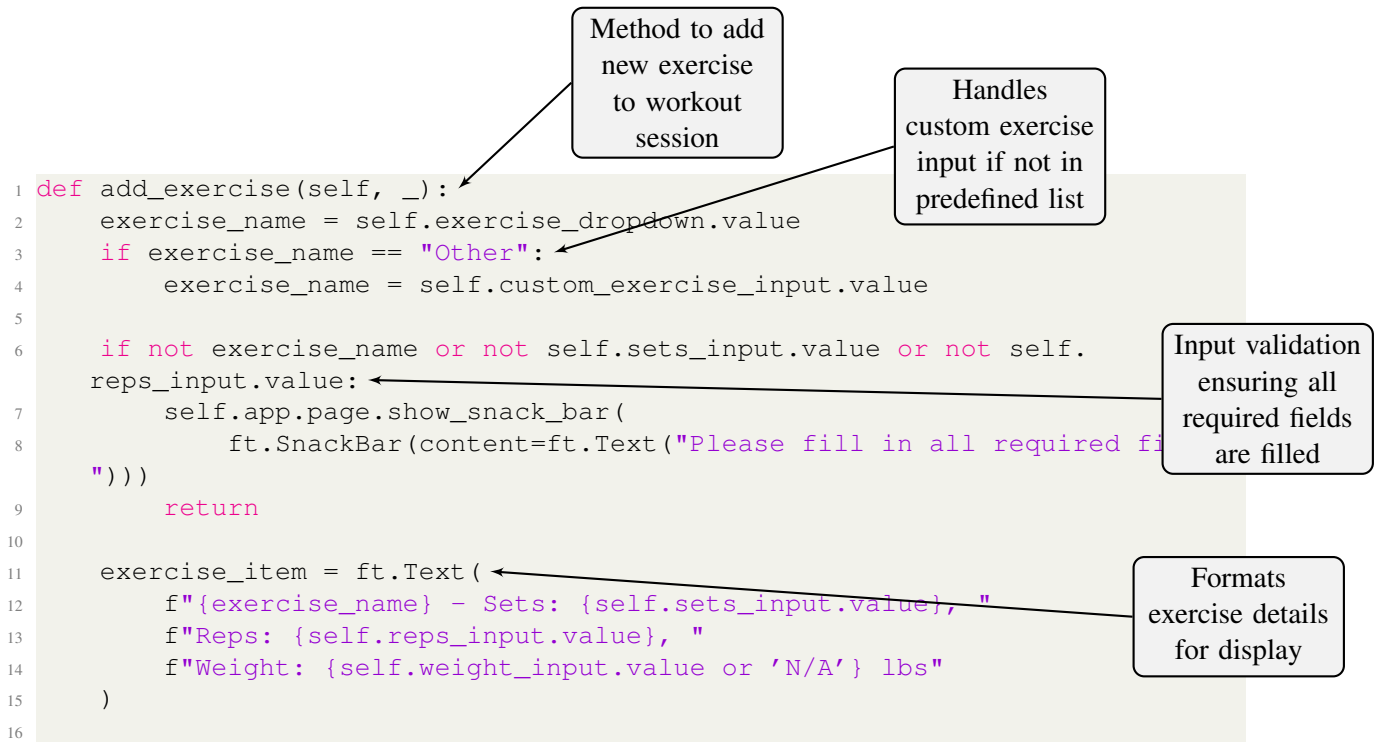 Method to add
new exercise
to workout
session
Handles
custom exercise
input if not in
predefined list
1 def add_exercise(self, _):
2 exercise_name = self.exercise_dropdown.value
3 if exercise_name == "Other":
4 exercise_name = self.custom_exercise_input.value
5
6 if not exercise_name or not self.sets_input.value or not self.
reps_input.value:
Input validation
ensuring all
required fields
are filled
7 self.app.page.show_snack_bar(
8 ft.SnackBar(content=ft.Text("Please fill in all required
")))
9 return
10
11 exercise_item = ft.Text(
12 f"{exercise_name} - Sets: {self.sets_input.value}, "
13 f"Reps: {self.reps_input.value}, "
14 f"Weight: {self.weight_input.value or 'N/A'} lbs"
15 )
16
Formats
exercise details
for display